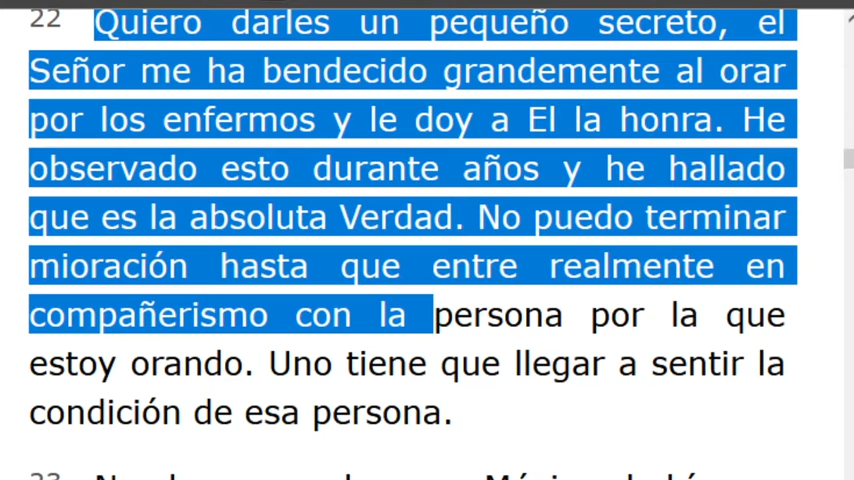 22 Quiero darles un pequeño secreto, el
Señor me ha bendecido grandemente al orar
por los enfermos y le doy a El la honra. He
observado esto durante años y he hallado
que es la absoluta Verdad. No puedo terminar
mioración hasta que entre realmente en
compañerismo con la persona por la que
estoy orando. Uno tiene que llegar a sentir la
condición de esa persona.
23